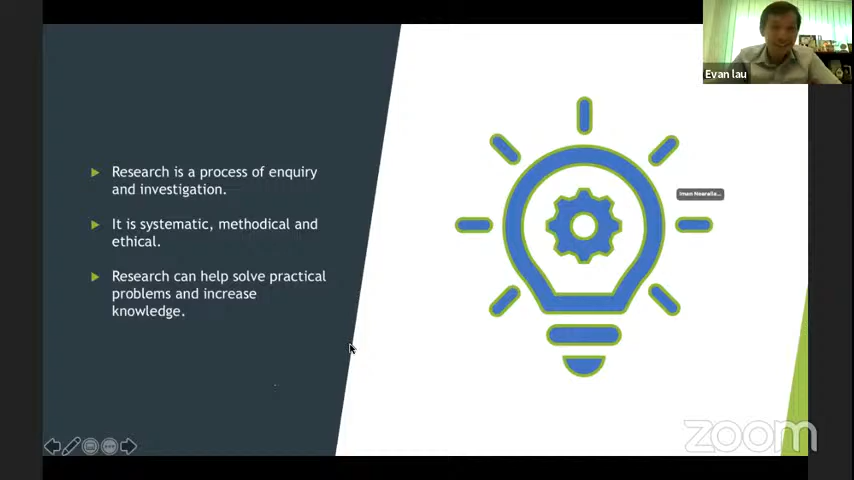 Evan lau
Research is a process of enquiry
and investigation.
It is systematic, methodical and
ethical.
Research can help solve practical
problems and increase
knowledge.
zoom